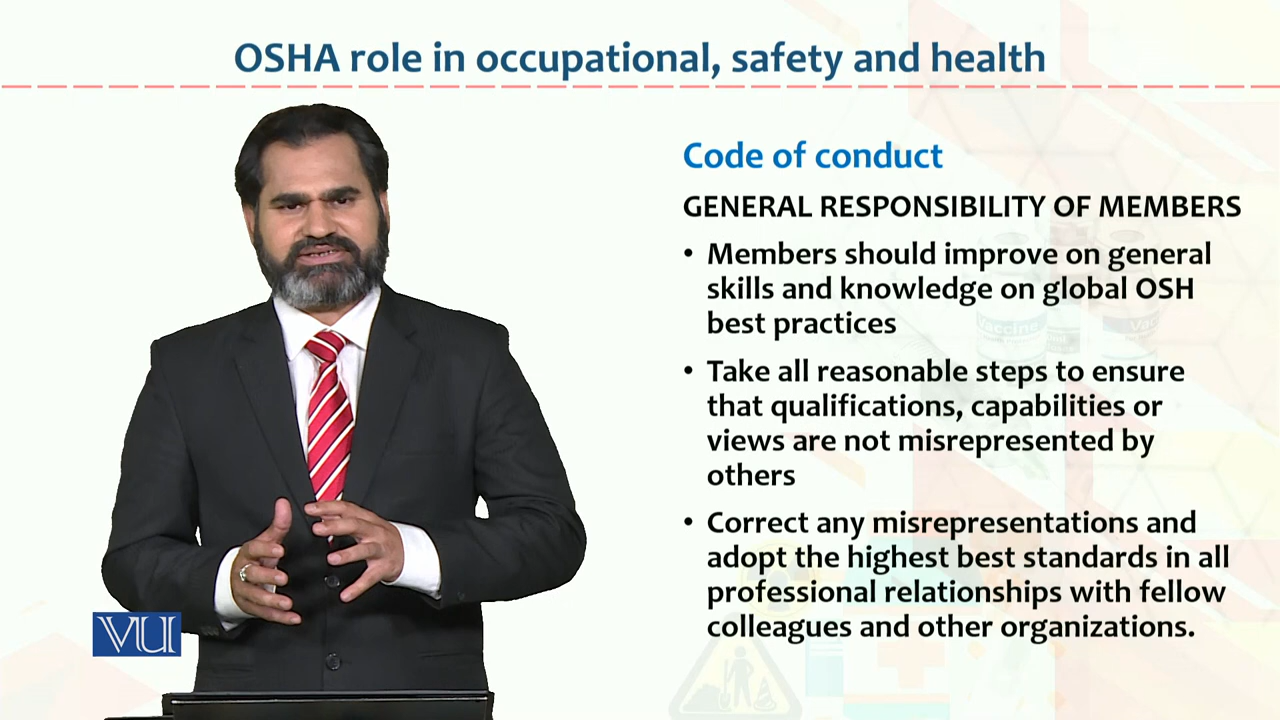 OSHA role in occupational, safety and health
Code of conduct
GENERAL RESPONSIBILITY OF MEMBERS
• Members should improve on general
skills and knowledge on global OSH
best practices
• Take all reasonable steps to ensure
that qualifications, capabilities or
views are not misrepresented by
others
• Correct any misrepresentations and
adopt the highest best standards in all
professional relationships with fellow
colleagues and other organizations.
Vaccine
VU